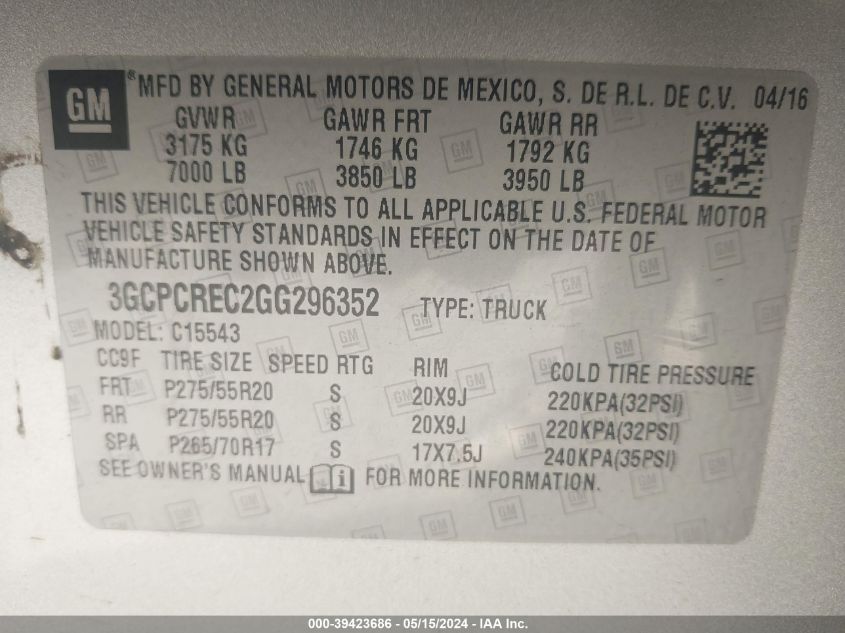 GM ® MFD BY GENERAL MOTORS DE MEXICO, S. DE R.L. DE C.V. 04/16
GVWR GAWR FRT GAWR RR
3175 KG 1746 KG 1792 KG
7000 LB 3850 LB 3950 LB
THIS VEHICLE CONFORMS TO ALL APPLICABLE U.S. FEDERAL MOTOR
VEHICLE SAFETY STANDARDS IN EFFECT ON THE DATE OF
MANUFACTURE SHOWN ABOVE.
3GCPCREC2GG296352 TYPE: TRUCK
MODEL: C15543
CC9F TIRE SIZE SPEED RTG RIM COLD TIRE PRESSURE
FRT P275/55R20 S 20X9J 220KPA(32PSI)
RR P275/55R20 S 20X9J 220KPA(32PSI)
SPA P265/70R17 S 17X7.5J 240KPA(35PSI)
SEE OWNER'S MANUAL i FOR MORE INFORMATION.
000-39423686 - 05/15/2024 - IAA Inc.